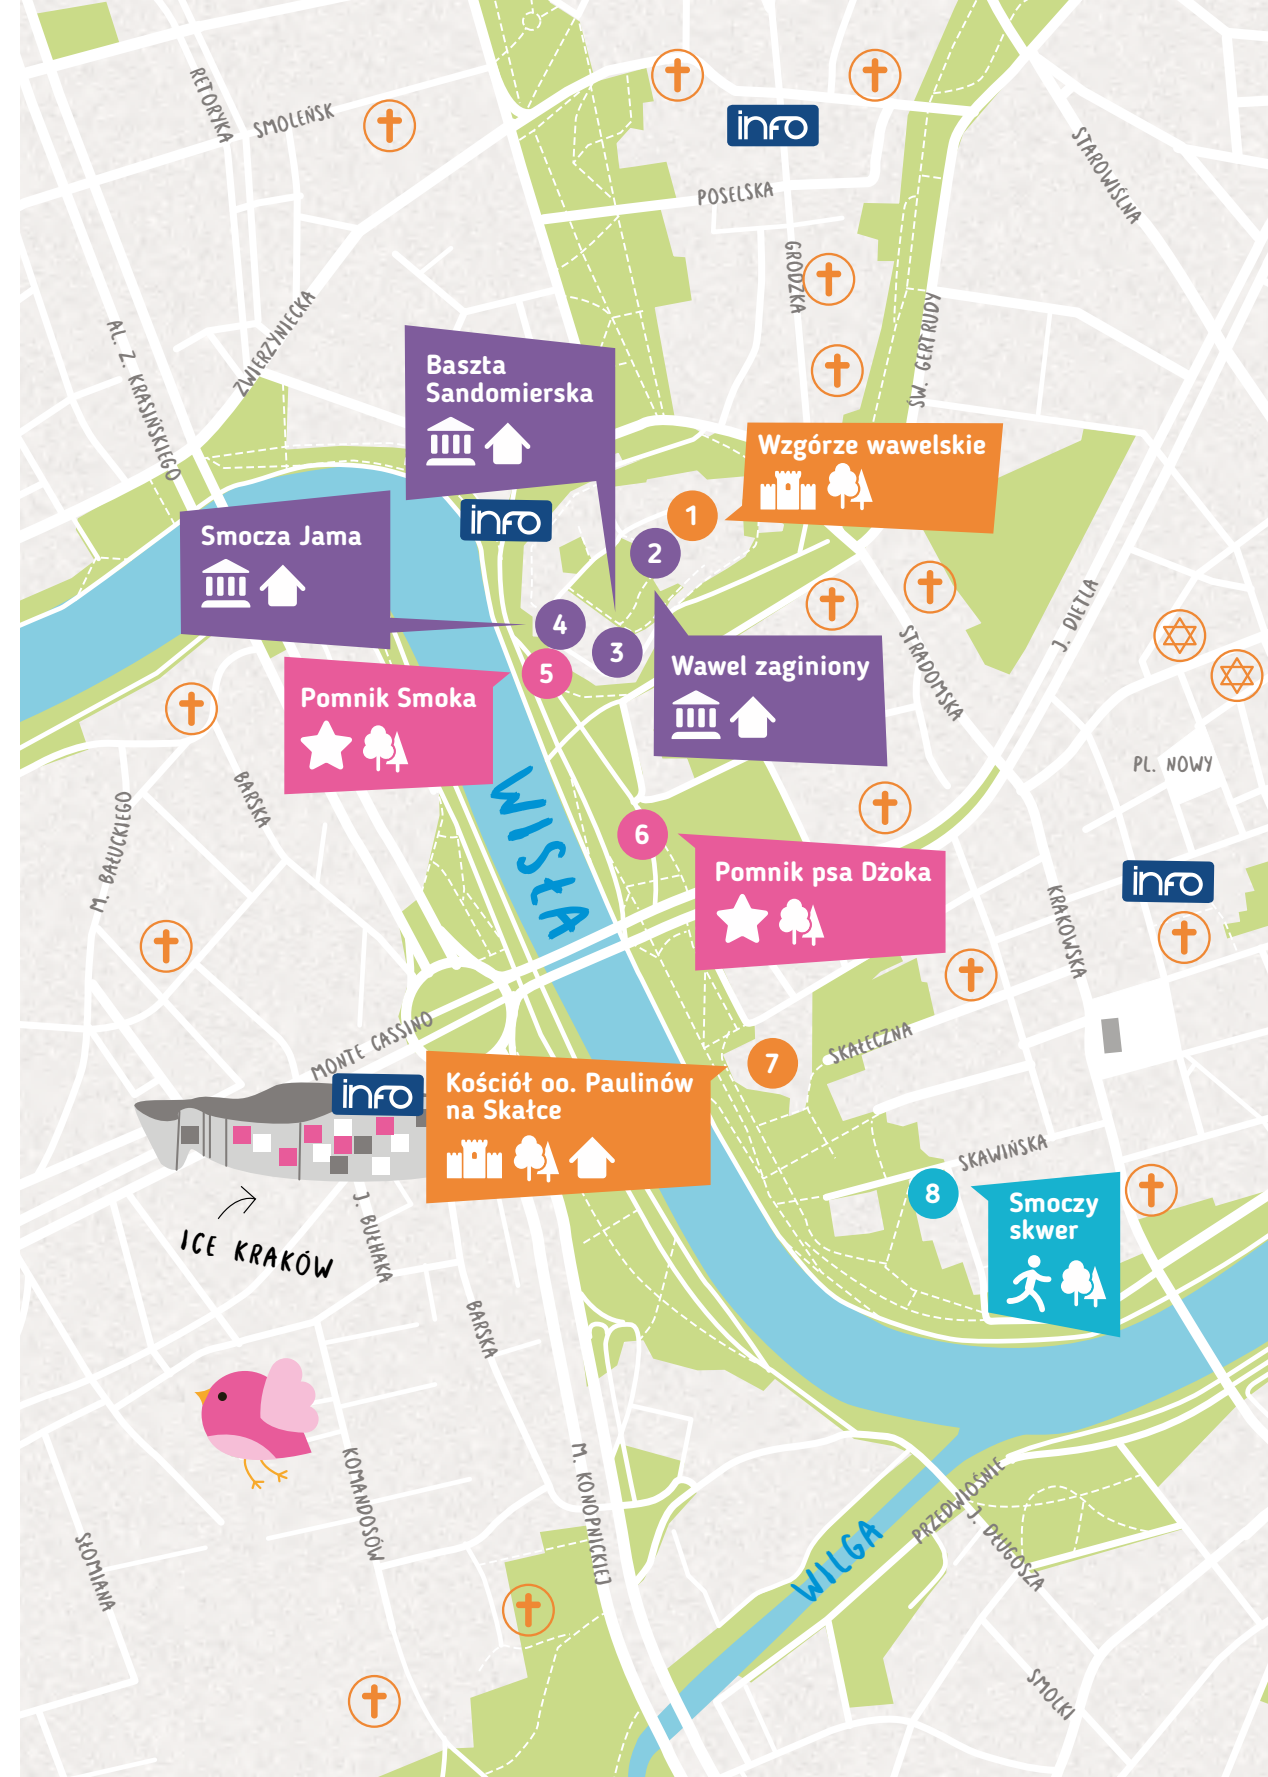 RETORYKA
SMOLEŃSK
info
STAROWIŚLNA
POSELSKA
GRODZKA
ZWIERZYNIECKA
AL. Z. KRASIŃSKIEGO
ŚW. GERTRUDY
Baszta
Sandomierska
Wzgórze wawelskie
1
info
Smocza Jama
2
4
3
5
J. DIETLA
STRADOMSKA
Wawel zaginiony
Pomnik Smoka
PL. NOWY
BARSKA
M. BAŁUCKIEGO
WISŁA
6
Pomnik psa Dżoka
info
KRAKOWSKA
MONTE CASSINO
SKAŁECZNA
7
info
Kościół oo. Paulinów
na Skałce
SKAWIŃSKA
8
Smoczy
skwer
ICE KRAKÓW
J. BUŁHAKA
BARSKA
KOMANDOSÓW
M. KONOPNICKIEJ
PRZEDWIOŚNIE
J. DŁUGOSZA
WILGA
SŁOMIANA
SMOLKI